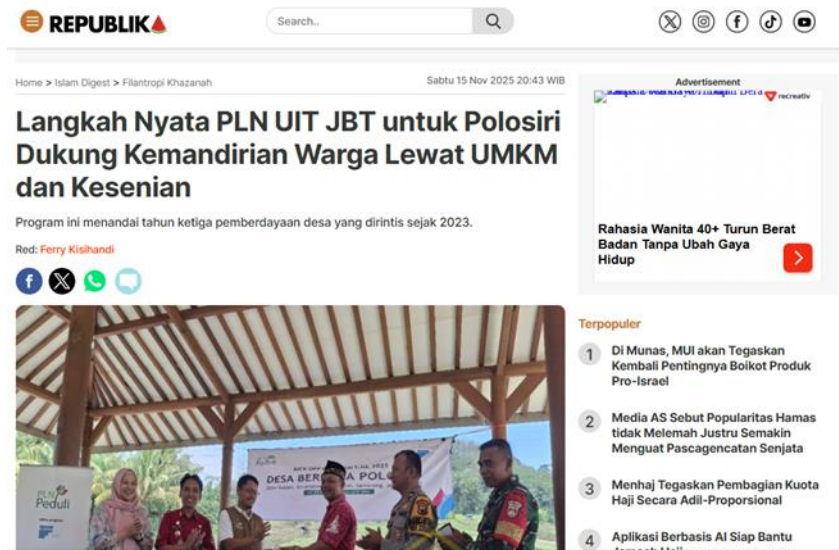 REPUBLIKA
Search..
Home > Islam Digest > Filantropi Khazanah
Sabtu 15 Nov 2025 20:43 WIB
Langkah Nyata PLN UIT JBT untuk Polosiri
Dukung Kemandirian Warga Lewat UMKM
dan Kesenian
Program ini menandai tahun ketiga pemberdayaan desa yang dirintis sejak 2023.
Red: Ferry Kisihandi
PLN
Peduli
DESA
Advertisement
recreativ
Rahasia Wanita 40+ Turun Berat
Badan Tanpa Ubah Gaya
Hidup
Terpopuler
1 Di Munas, MUI akan Tegaskan
Kembali Pentingnya Boikot Produk
Pro-Israel
2 Media AS Sebut Popularitas Hamas
tidak Melemah Justru Semakin
Menguat Pascagencatan Senjata
3 Menhaj Tegaskan Pembagian Kuota
Haji Secara Adil-Proporsional
4 Aplikasi Berbasis AI Siap Bantu